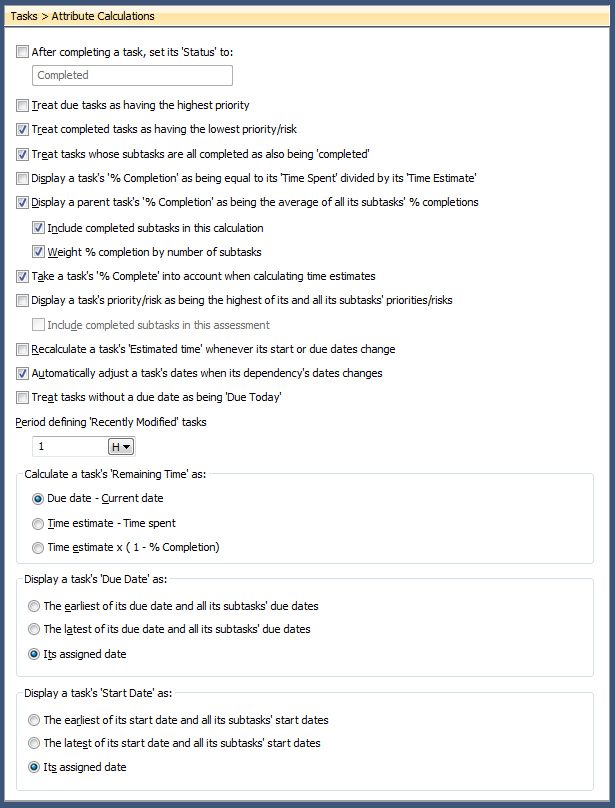 Tasks > Attribute Calculations
After completing a task, set its 'Status' to:
Completed
Treat due tasks as having the highest priority
Treat completed tasks as having the lowest priority/risk
Treat tasks whose subtasks are all completed as also being 'completed'
Display a task's '% Completion' as being equal to its 'Time Spent' divided by its 'Time Estimate'
Display a parent task's '% Completion' as being the average of all its subtasks' % completions
Include completed subtasks in this calculation
Weight % completion by number of subtasks
Take a task's '% Complete' into account when calculating time estimates
Display a task's priority/risk as being the highest of its and all its subtasks' priorities/risks
Include completed subtasks in this assessment
Recalculate a task's 'Estimated time' whenever its start or due dates change
Automatically adjust a task's dates when its dependency's dates changes
Treat tasks without a due date as being 'Due Today'
Period defining 'Recently Modified' tasks
1 H
Calculate a task's 'Remaining Time' as:
Due date - Current date
Time estimate - Time spent
Time estimate x ( 1 - % Completion)
Display a task's 'Due Date' as:
The earliest of its due date and all its subtasks' due dates
The latest of its due date and all its subtasks' due dates
Its assigned date
Display a task's 'Start Date' as:
The earliest of its start date and all its subtasks' start dates
The latest of its start date and all its subtasks' start dates
Its assigned date